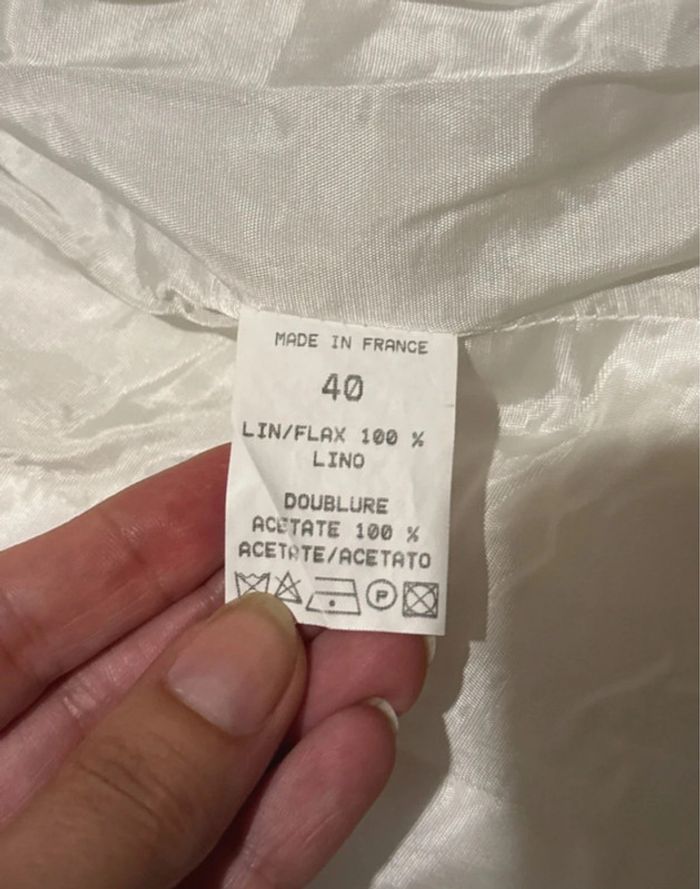 MADE IN FRANCE
40
LIN/FLAX 100 %
LINO
DOUBLURE
ACETATE 100 %
ACETATE/ACETATO
P